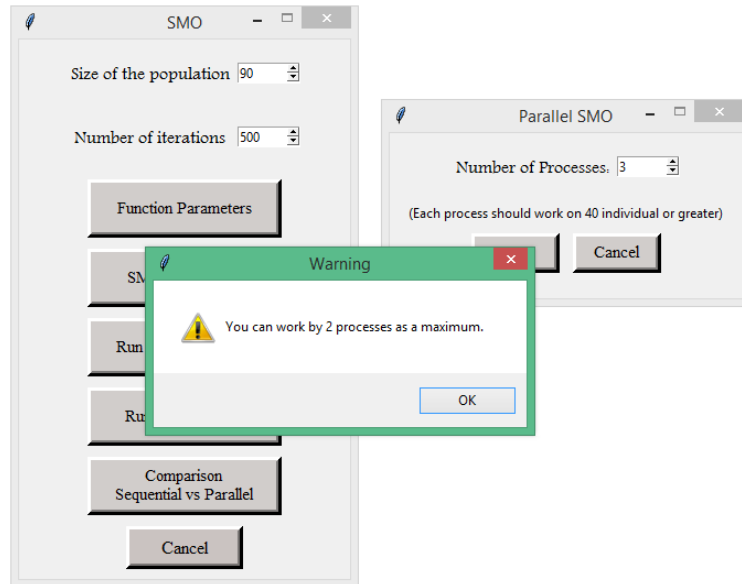 SMO
Size of the population 90
Number of iterations 500
Function Parameters
Run
Comparison
Sequential vs Parallel
Cancel
Parallel SMO
Number of Processes: 3
(Each process should work on 40 individual or greater)
Cancel
Warning
You can work by 2 processes as a maximum.
OK